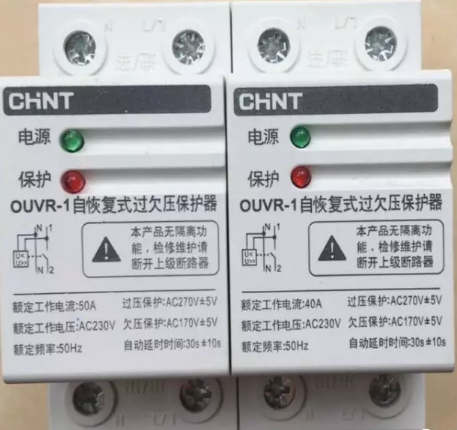 CHNT
电源
保护
OUVR-1自恢复式过欠压保护器
N 1
U<
U>>
N 2
本产品无隔离功
能，检修维护请
断开上级断路器
额定工作电流:50A 过压保护:AC270V±5V
额定工作电压:AC230V 欠压保护:AC170V±5V
额定频率:50Hz 自动延时时间:30s±10s
CHNT
电源
保护
OUVR-1自恢复式过欠压保护器
N 1
U<
U>>
N 2
本产品无隔离功
能，检修维护请
断开上级断路器
额定工作电流:40A 过压保护:AC270V±5V
额定工作电压:AC230V 欠压保护:AC170V±5V
额定频率:50Hz 自动延时时间:30s±10s